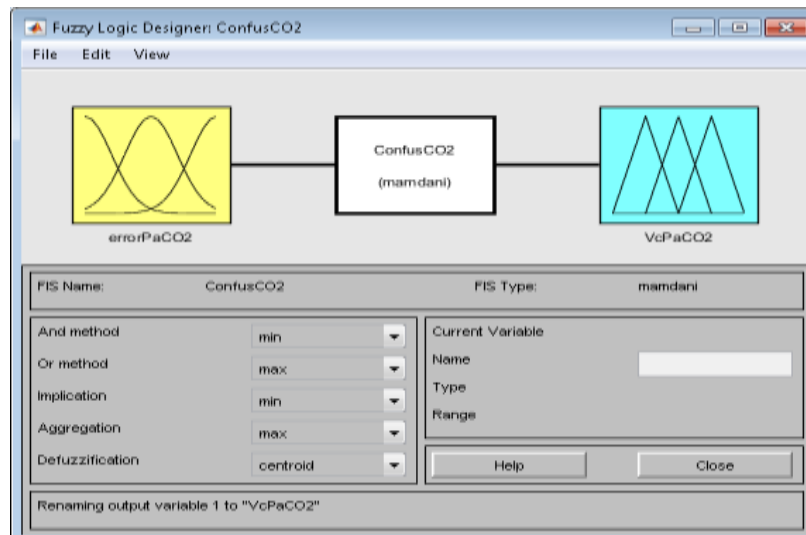 Fuzzy Logic Designer: ConfusCO2
File Edit View
ConfusCO2
(mamdani)
errorPaCO2
VcPaCO2
FIS Name: ConfusCO2 FIS Type: mamdani
And method min
Or method max
Implication min
Aggregation max
Defuzzification centroid
Current Variable
Name
Type
Range
Help Close
Renaming output variable 1 to "VcPaCO2"